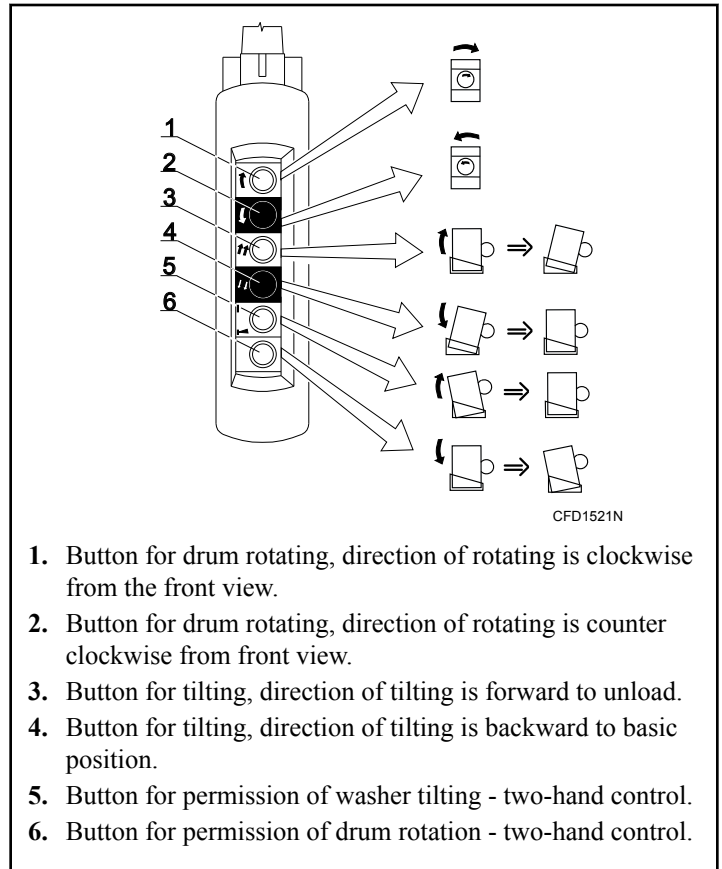 1
2
3
4
5
6
CFD1521N
1. Button for drum rotating, direction of rotating is clockwise
from the front view.
2. Button for drum rotating, direction of rotating is counter
clockwise from front view.
3. Button for tilting, direction of tilting is forward to unload.
4. Button for tilting, direction of tilting is backward to basic
position.
5. Button for permission of washer tilting - two-hand control.
6. Button for permission of drum rotation - two-hand control.